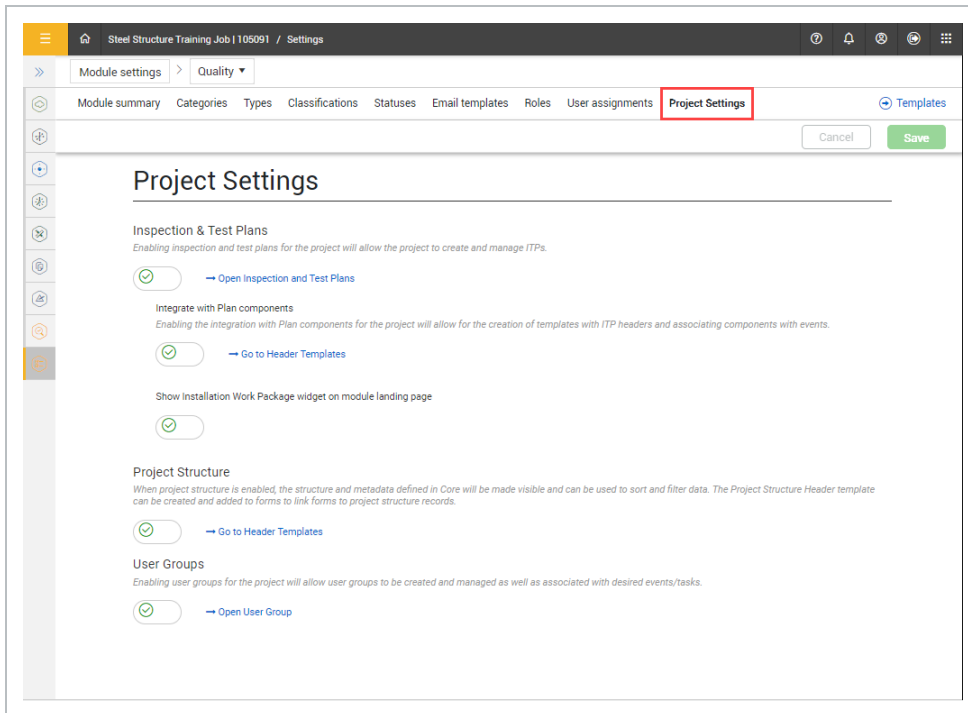 Steel Structure Training Job | 105091 / Settings
Module settings > Quality ▼
Module summary Categories Types Classifications Statuses Email templates Roles User assignments Project Settings Templates
Cancel Save
Project Settings
Inspection & Test Plans
Enabling inspection and test plans for the project will allow the project to create and manage ITPs.
→ Open Inspection and Test Plans
Integrate with Plan components
Enabling the integration with Plan components for the project will allow for the creation of templates with ITP headers and associating components with events.
→ Go to Header Templates
Show Installation Work Package widget on module landing page
Project Structure
When project structure is enabled, the structure and metadata defined in Core will be made visible and can be used to sort and filter data. The Project Structure Header template
can be created and added to forms to link forms to project structure records.
→ Go to Header Templates
User Groups
Enabling user groups for the project will allow user groups to be created and managed as well as associated with desired events/tasks.
→ Open User Group